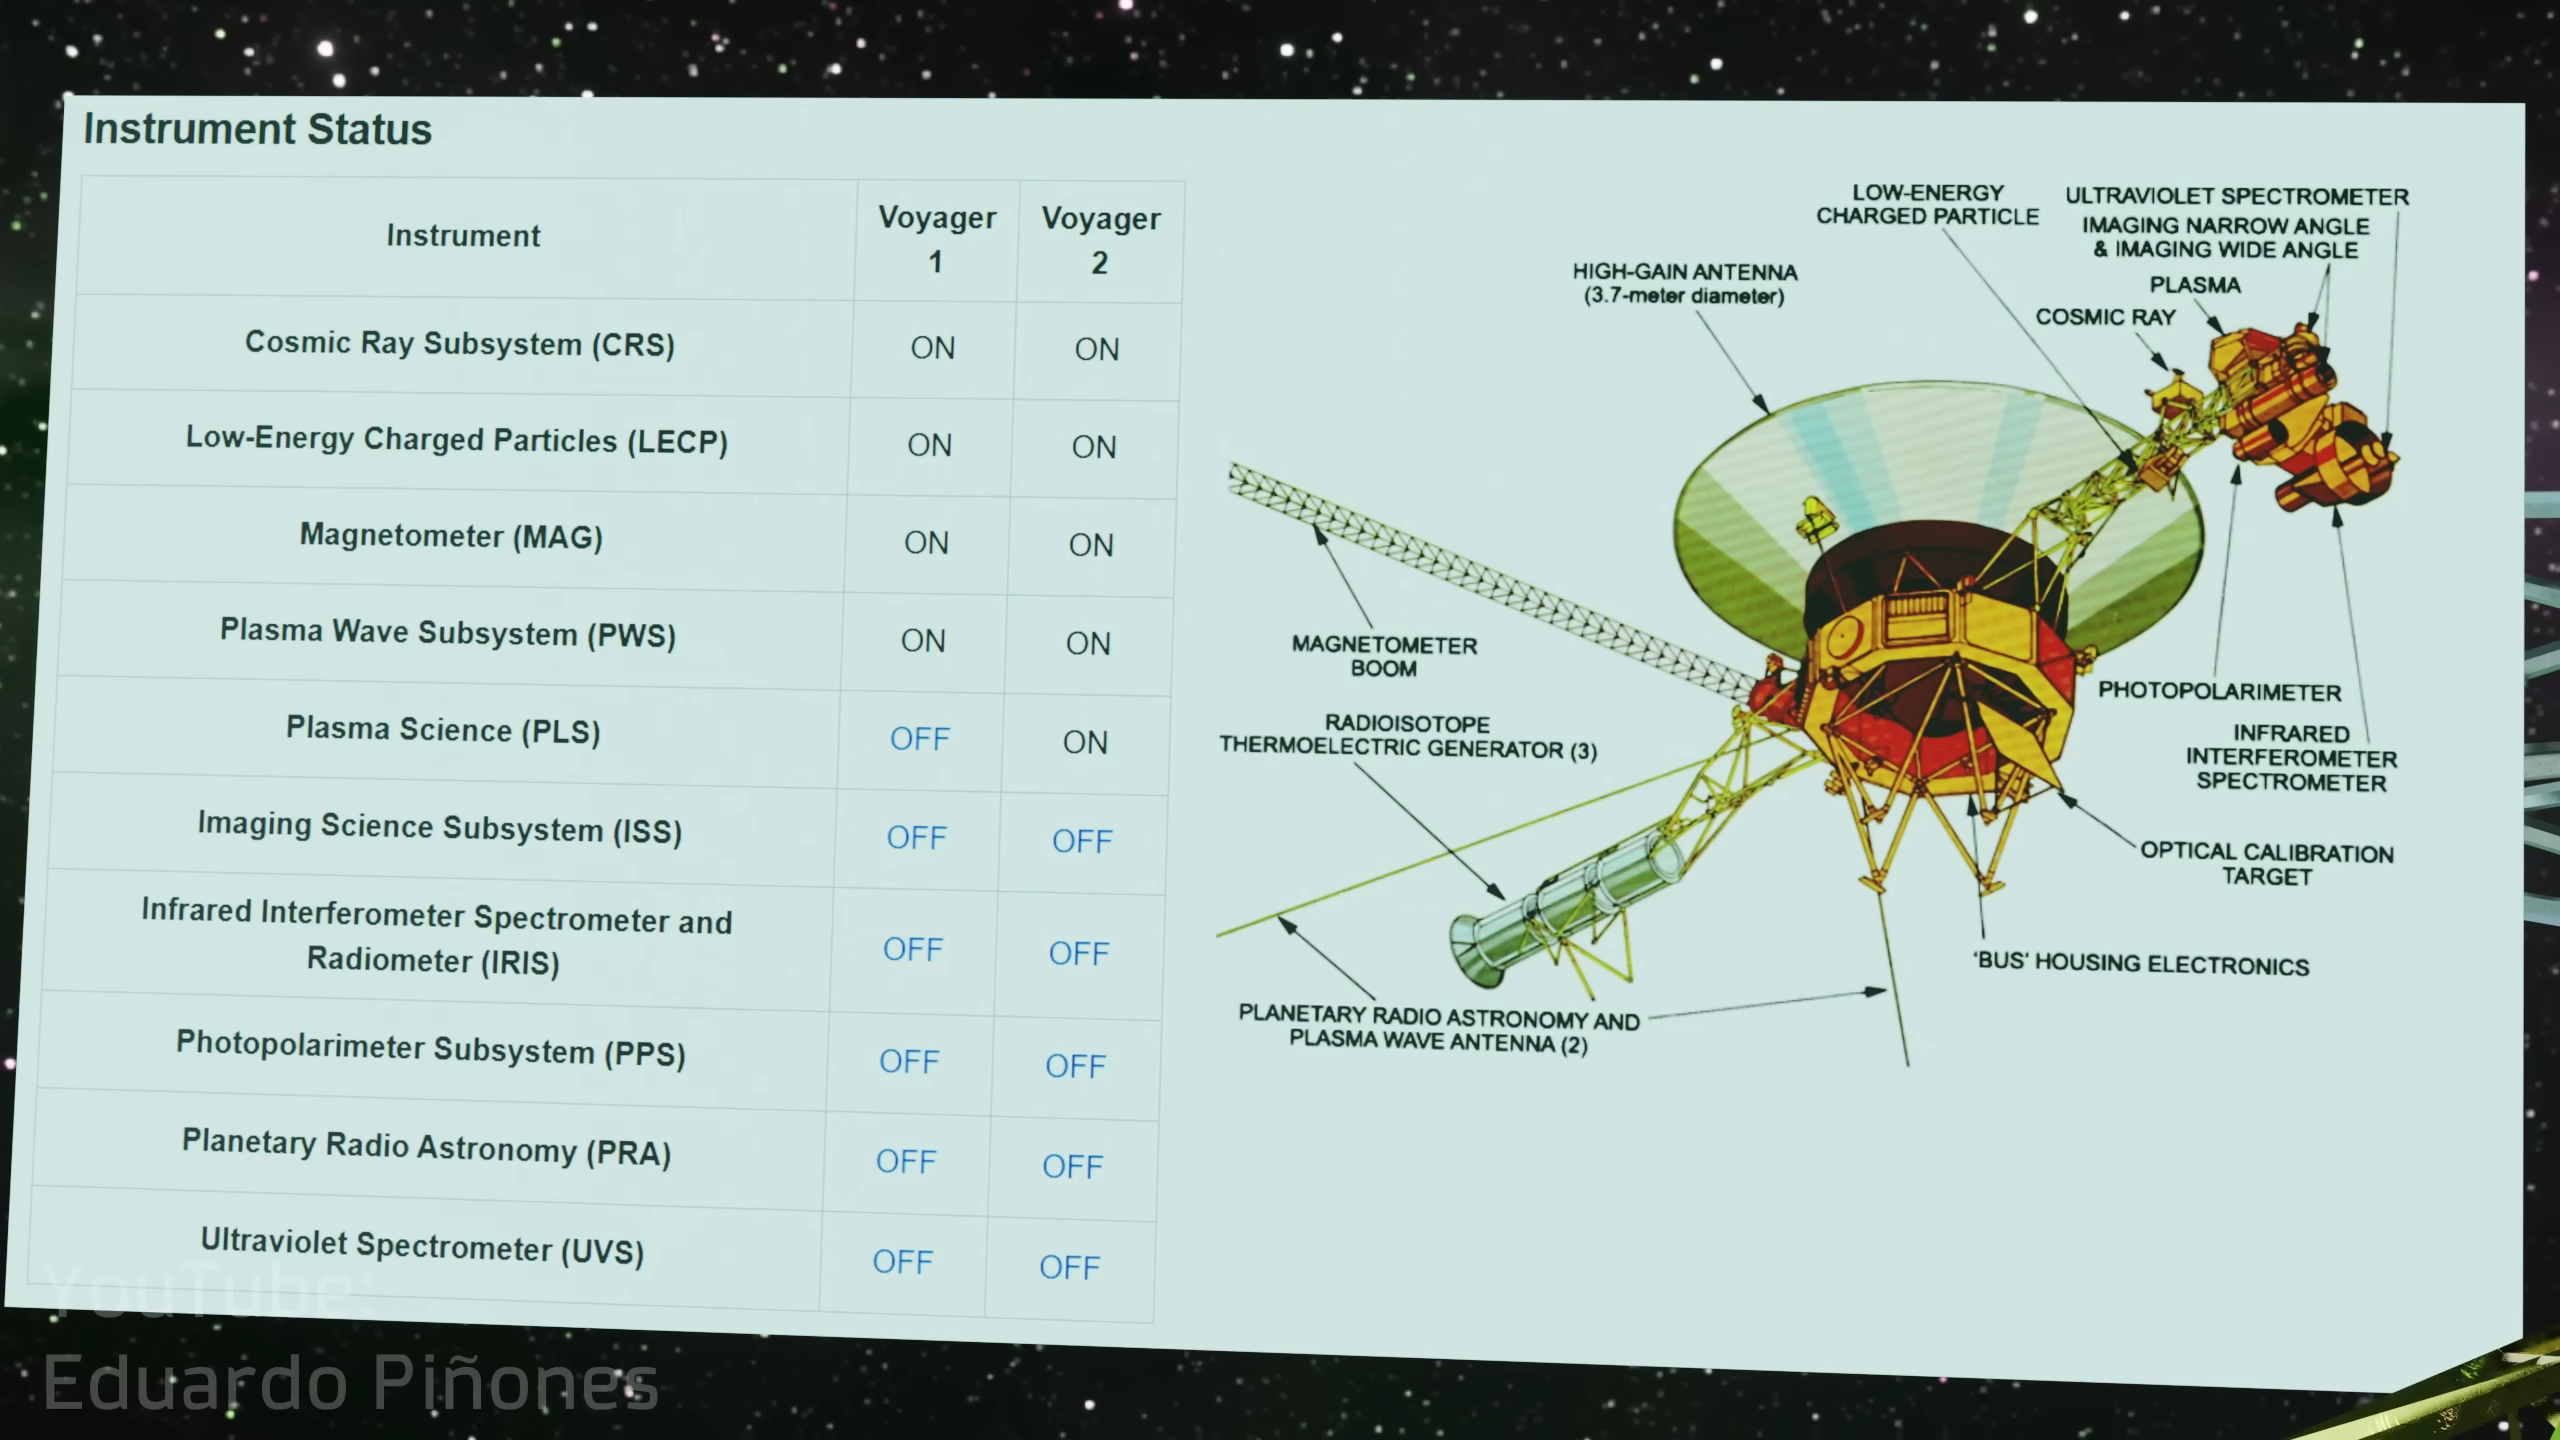 Instrument Status
Instrument
Voyager
1
Voyager
2
Cosmic Ray Subsystem (CRS)
ON
ON
Low-Energy Charged Particles (LECP)
ON
ON
Magnetometer (MAG)
ON
ON
Plasma Wave Subsystem (PWS)
ON
ON
Plasma Science (PLS)
OFF
ON
Imaging Science Subsystem (ISS)
OFF
OFF
Infrared Interferometer Spectrometer and
Radiometer (IRIS)
OFF
OFF
Photopolarimeter Subsystem (PPS)
OFF
OFF
Planetary Radio Astronomy (PRA)
OFF
OFF
Ultraviolet Spectrometer (UVS)
OFF
OFF
LOW-ENERGY
CHARGED PARTICLE
ULTRAVIOLET SPECTROMETER
IMAGING NARROW ANGLE
& IMAGING WIDE ANGLE
PLASMA
COSMIC RAY
HIGH-GAIN ANTENNA
(3.7-meter diameter)
MAGNETOMETER
BOOM
RADIOISOTOPE
THERMOELECTRIC GENERATOR (3)
PHOTOPOLARIMETER
INFRARED
INTERFEROMETER
SPECTROMETER
OPTICAL CALIBRATION
TARGET
'BUS' HOUSING ELECTRONICS
PLANETARY RADIO ASTRONOMY AND
PLASMA WAVE ANTENNA (2)
YouTube:
Eduardo Piñones